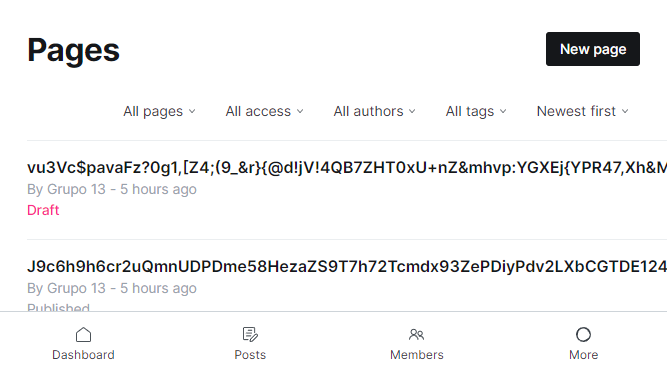 Pages
New page
All pages
All access
All authors
All tags
Newest first
vu3Vc$pavaFz?0g1,[Z4;(9_&r}{@d!jV!4QB7ZHT0xU+nZ&mhvp:YGXEj{YPR47,Xh&M
By Grupo 13 - 5 hours ago
Draft
J9c6h9h6cr2uQmnUDPDme58HezaZS9T7h72Tcmdx93ZePDiyPdv2LXbCGTDE124
By Grupo 13 - 5 hours ago
Published
Dashboard
Posts
Members
More